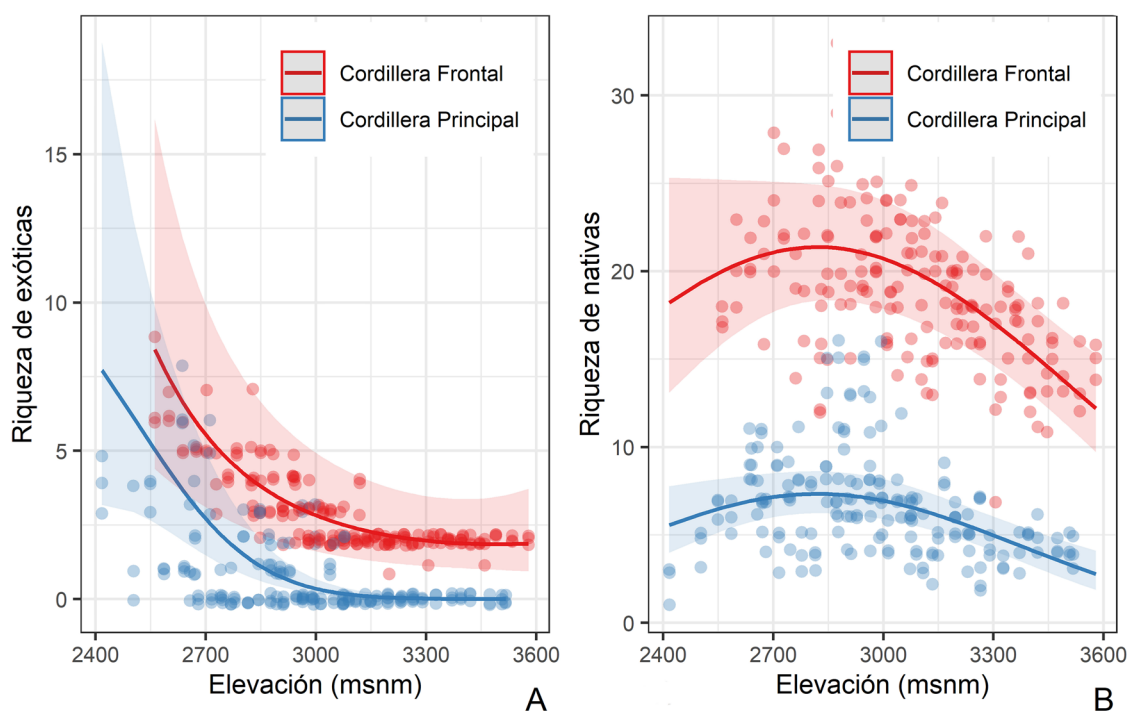 Cordillera Frontal
Cordillera Principal
15
10
5
0
Riqueza de exóticas
2400 2700 3000 3300 3600
Elevación (msnm)
A
Cordillera Frontal
Cordillera Principal
30
20
10
0
Riqueza de nativas
2400 2700 3000 3300 3600
Elevación (msnm)
B